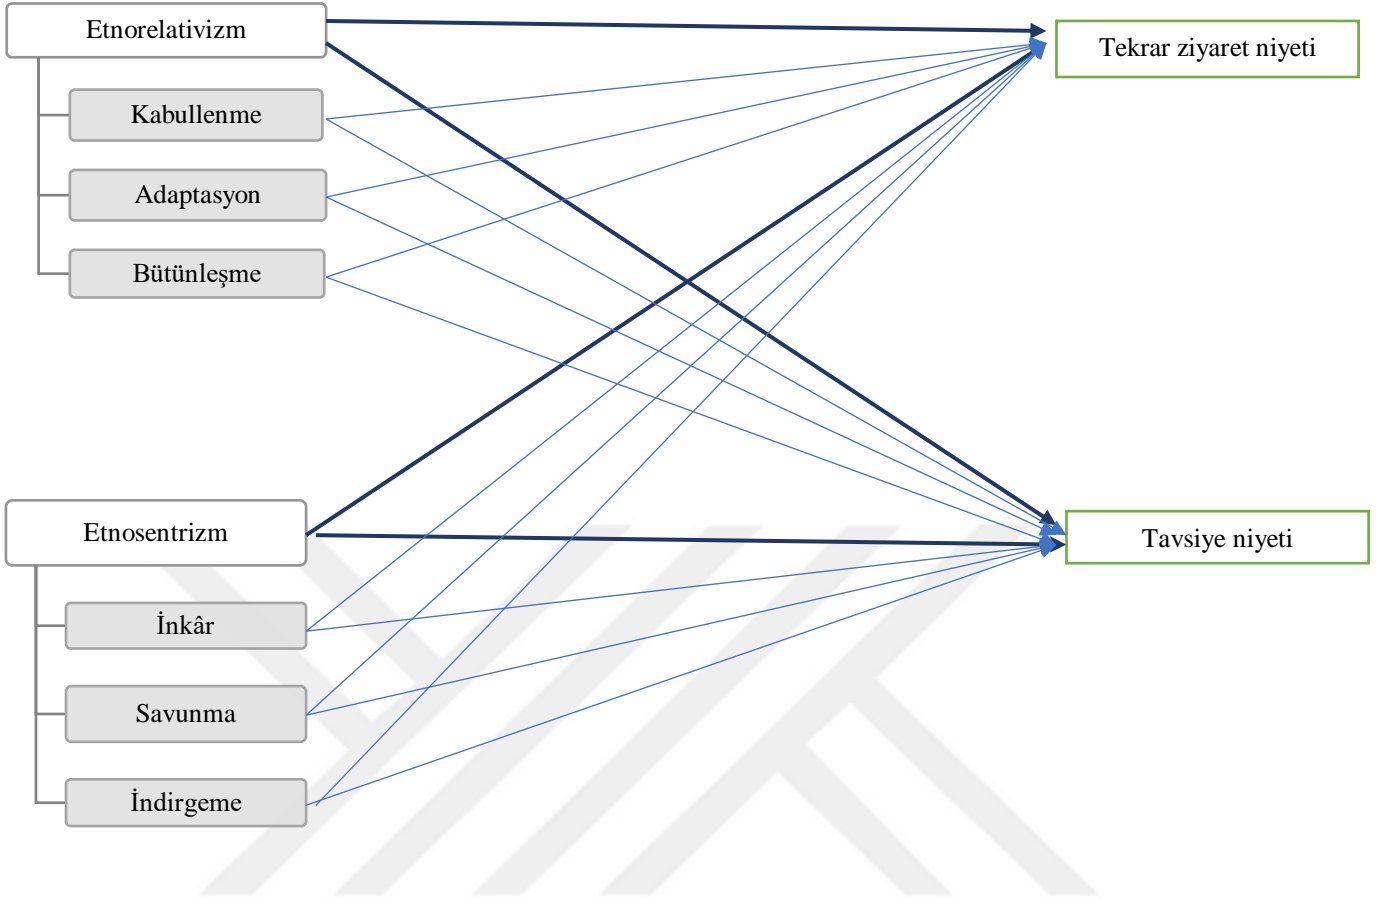 Etnorelativizm
Tekrar ziyaret niyeti
Kabullenme
Adaptasyon
Bütünleşme
Etnosentrizm
Tavsiye niyeti
İnkâr
Savunma
İndirgeme